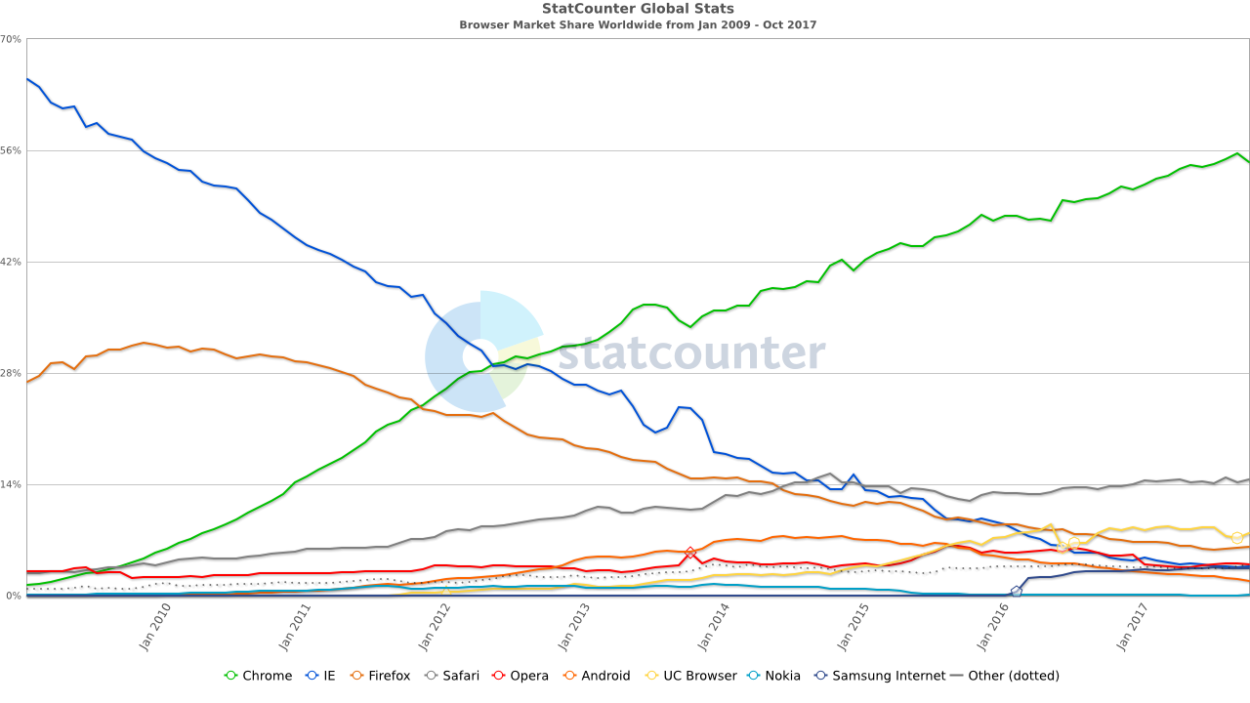 StatCounter Global Stats
Browser Market Share Worldwide from Jan 2009 - Oct 2017
70%
56%
42%
28%
14%
0%
statcounter
Jan 2010
Jan 2011
Jan 2012
Jan 2013
Jan 2014
Jan 2015
Jan 2016
Jan 2017
Chrome IE Firefox Safari Opera Android UC Browser Nokia Samsung Internet Other (dotted)